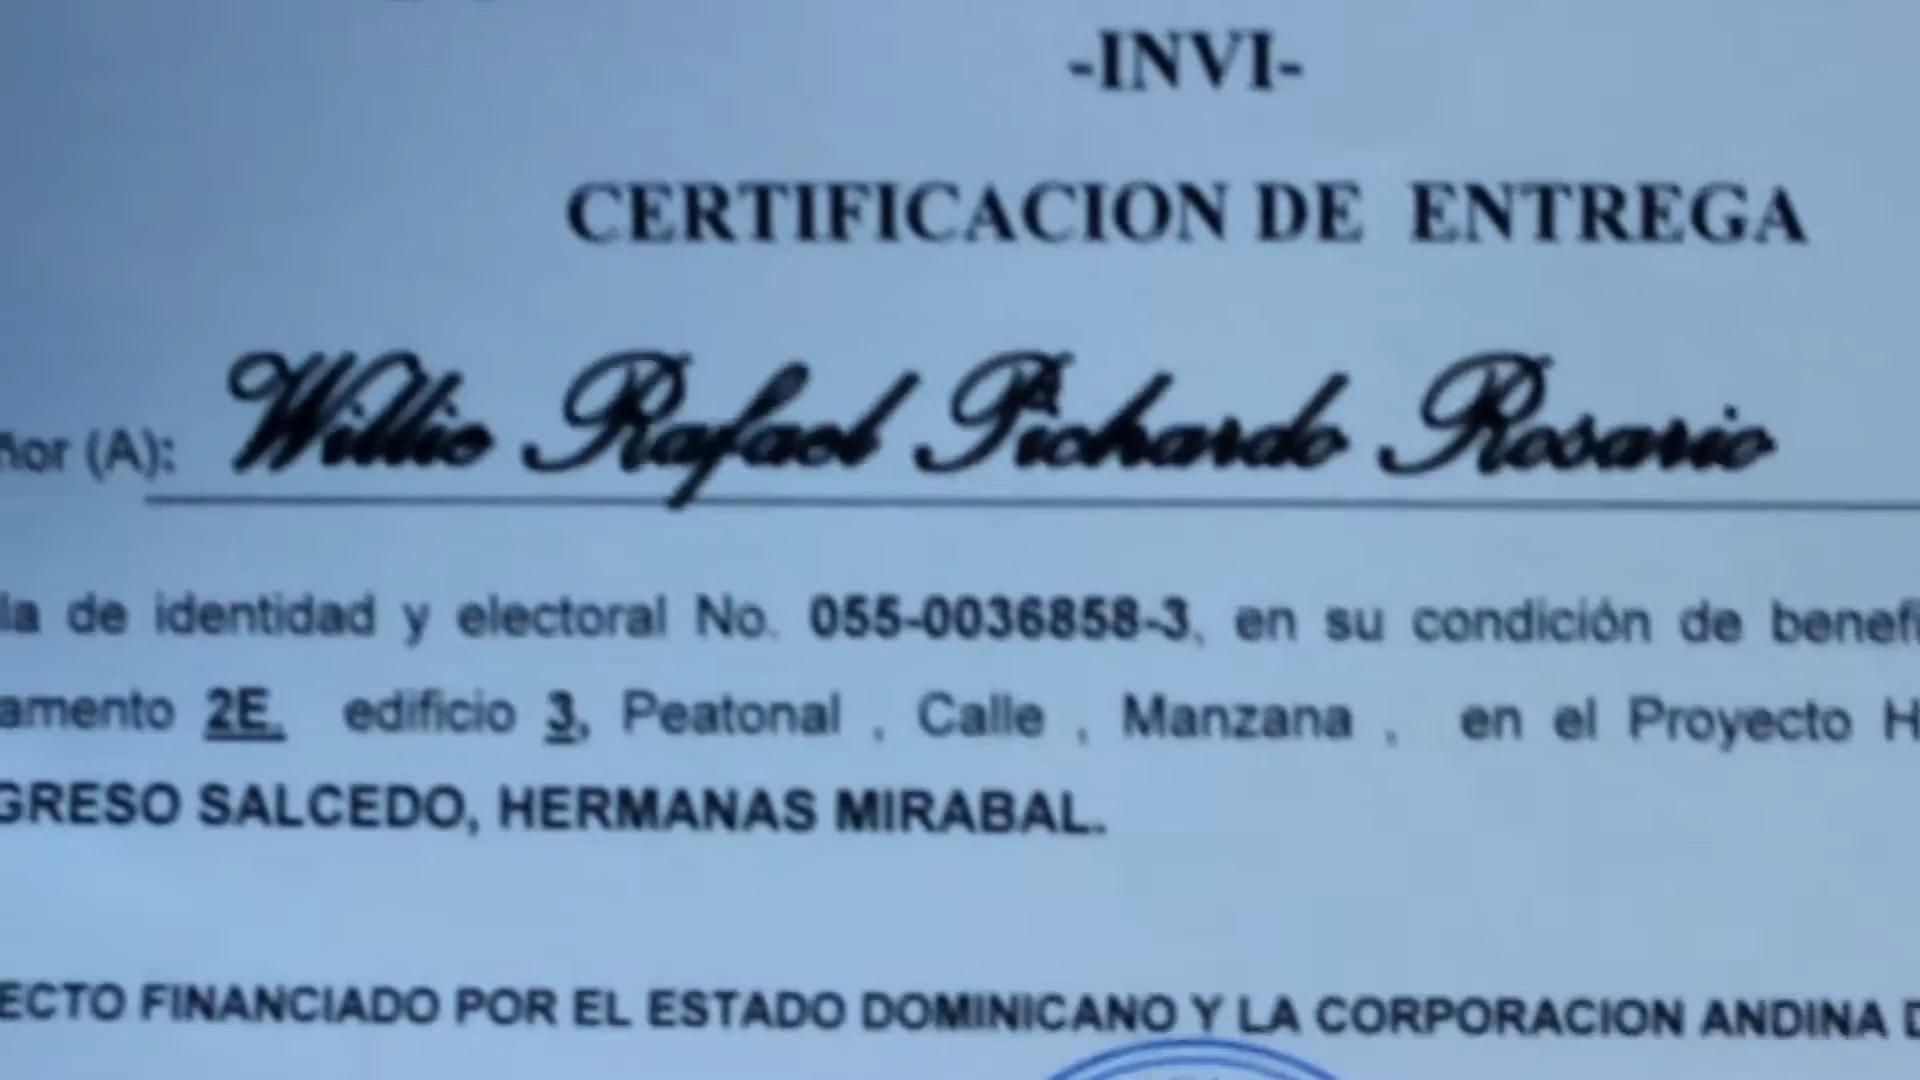 -INVI-
CERTIFICACION DE ENTREGA
ñor (A): Willio Rafael Pichardo Rosario
la de identidad y electoral No. 055-0036858-3, en su condición de benefi
amento 2E, edificio 3, Peatonal , Calle , Manzana , en el Proyecto H
GRESO SALCEDO, HERMANAS MIRABAL.
ECTO FINANCIADO POR EL ESTADO DOMINICANO Y LA CORPORACION ANDINA D